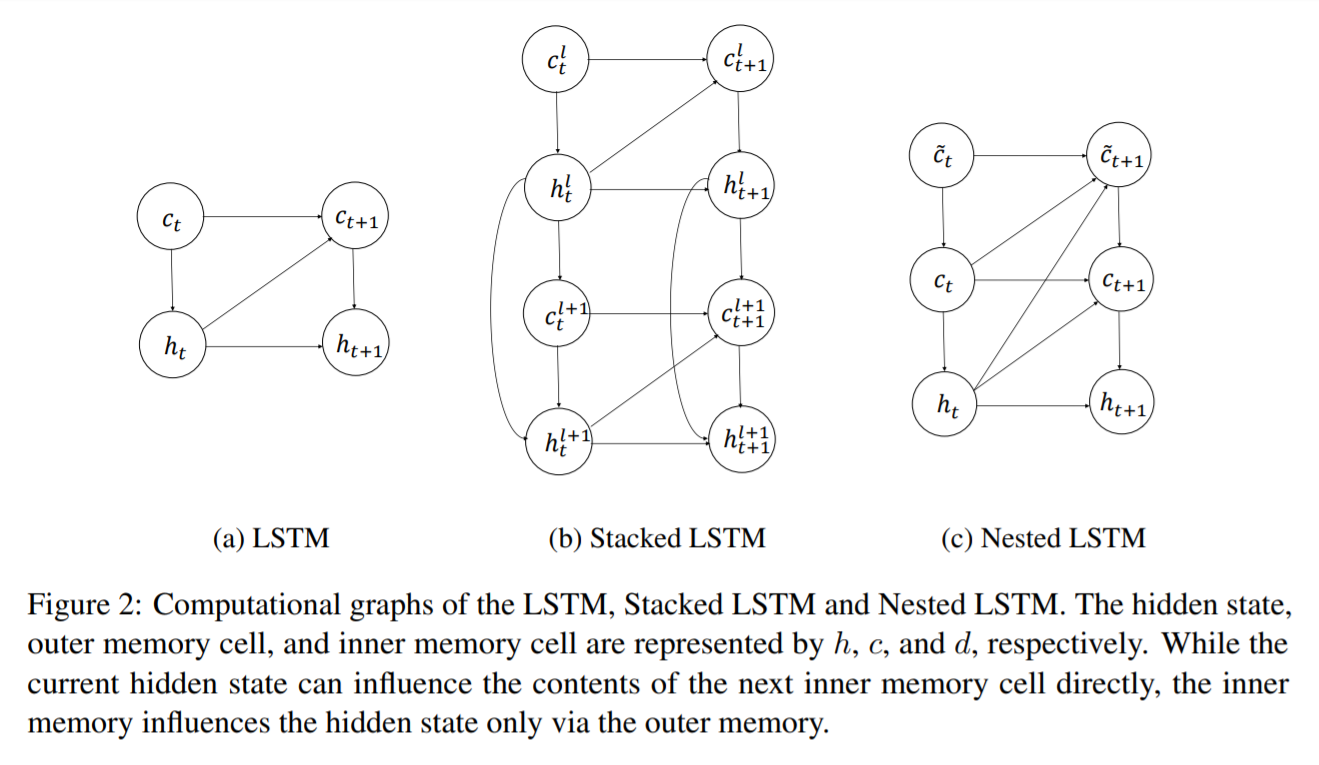 c_t^l c_{t+1}^l
h_t^l h_{t+1}^l
c_t^{l+1} c_{t+1}^{l+1}
h_t^{l+1} h_{t+1}^{l+1}
c_t c_{t+1}
h_t h_{t+1}
c̃_t c̃_{t+1}
c_t c_{t+1}
h_t h_{t+1}
(a) LSTM (b) Stacked LSTM (c) Nested LSTM
Figure 2: Computational graphs of the LSTM, Stacked LSTM and Nested LSTM. The hidden state,
outer memory cell, and inner memory cell are represented by h, c, and d, respectively. While the
current hidden state can influence the contents of the next inner memory cell directly, the inner
memory influences the hidden state only via the outer memory.